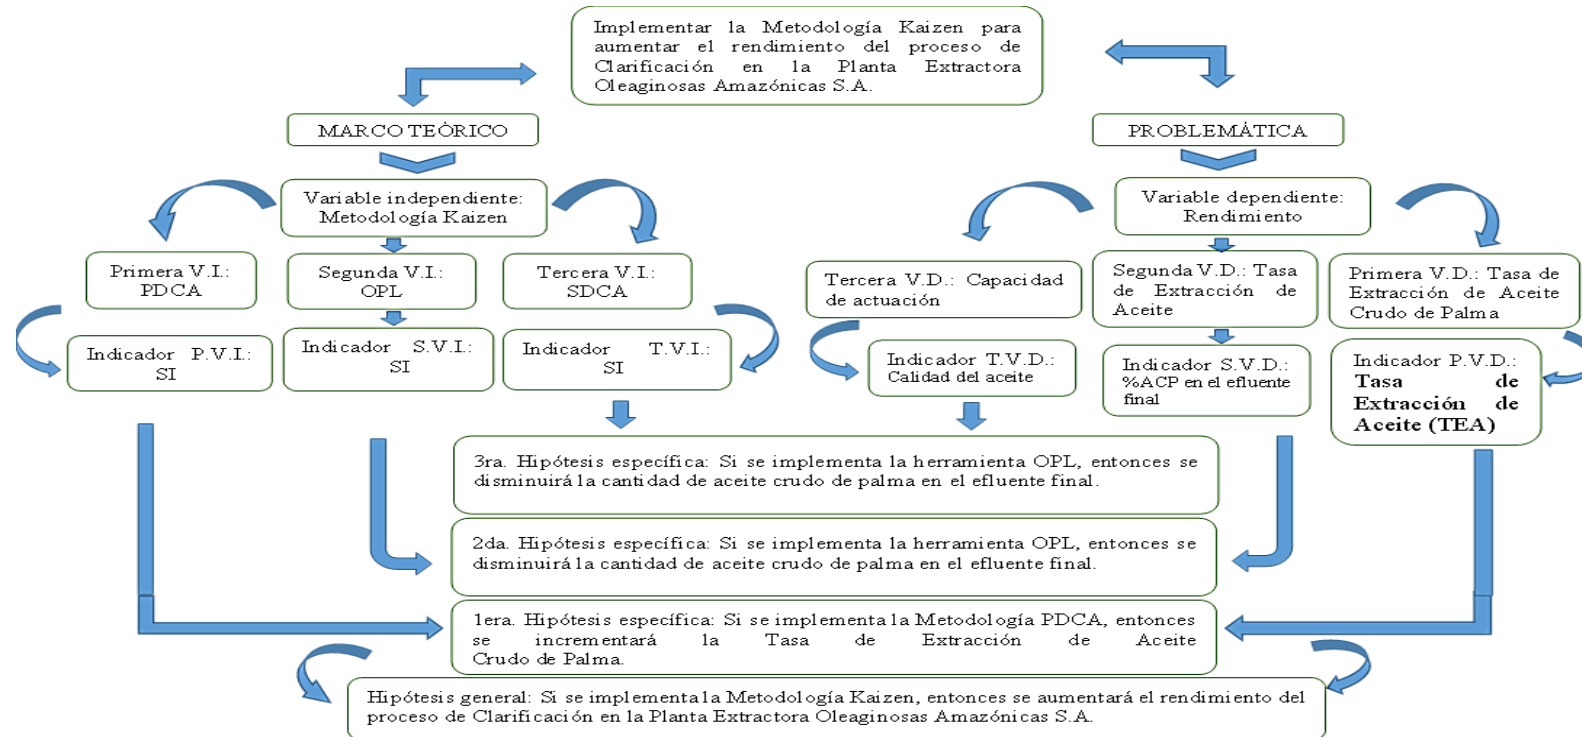 Implementar la Metodología Kaizen para
aumentar el rendimiento del proceso de
Clarificación en la Planta Extractora
Oleaginosas Amazónicas S.A.
MARCO TEÓRICO
PROBLEMÁTICA
Variable independiente:
Metodología Kaizen
Variable dependiente:
Rendimiento
Primera V.I.:
PDCA
Segunda V.I.:
OPL
Tercera V.I.:
SDCA
Tercera V.D.: Capacidad
de actuación
Segunda V.D.: Tasa
de Extracción de
Aceite
Primera V.D.: Tasa de
Extracción de Aceite
Crudo de Palma
Indicador P.V.I.:
SI
Indicador S.V.I.:
SI
Indicador T.V.I.:
SI
Indicador T.V.D.:
Calidad del aceite
Indicador S.V.D.:
%ACP en el efluente
final
Indicador P.V.D.:
Tasa de
Extracción de
Aceite (TEA)
3ra. Hipótesis específica: Si se implementa la herramienta OPL, entonces se
disminuirá la cantidad de aceite crudo de palma en el efluente final.
2da. Hipótesis específica: Si se implementa la herramienta OPL, entonces se
disminuirá la cantidad de aceite crudo de palma en el efluente final.
1era. Hipótesis específica: Si se implementa la Metodología PDCA, entonces
se incrementará la Tasa de Extracción de Aceite
Crudo de Palma.
Hipótesis general: Si se implementa la Metodología Kaizen, entonces se aumentará el rendimiento del
proceso de Clarificación en la Planta Extractora Oleaginosas Amazónicas S.A.